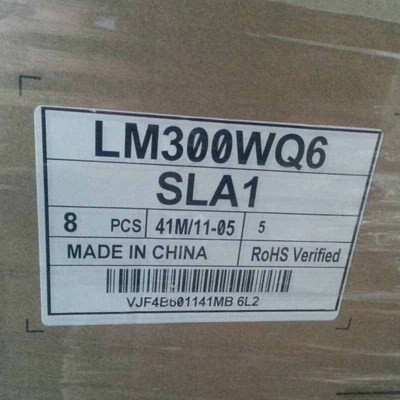 LM300WQ6
SLA1
8 PCS 41M/11-05 5
MADE IN CHINA RoHS Verified
VJF4B601141MB 6L2